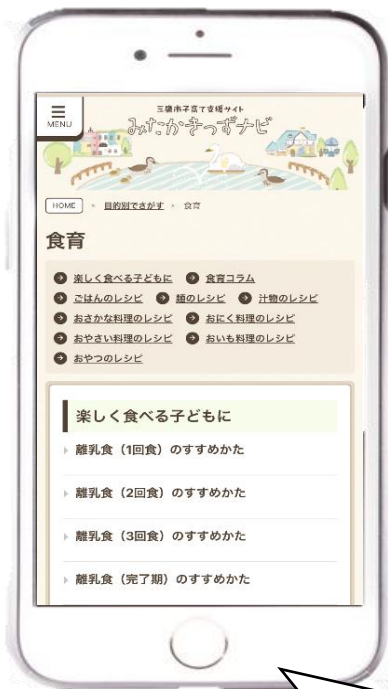 MENU
三鷹市子育て支援サイト
みたかきっずナビ
HOME 目的別でさがす 食育
食育
楽しく食べる子どもに 食育コラム
ごはんのレシピ 麺のレシピ 汁物のレシピ
おさかな料理のレシピ おにく料理のレシピ
おやさい料理のレシピ おいも料理のレシピ
おやつのレシピ
楽しく食べる子どもに
離乳食（1回食）のすすめかた
離乳食（2回食）のすすめかた
離乳食（3回食）のすすめかた
離乳食（完了期）のすすめかた